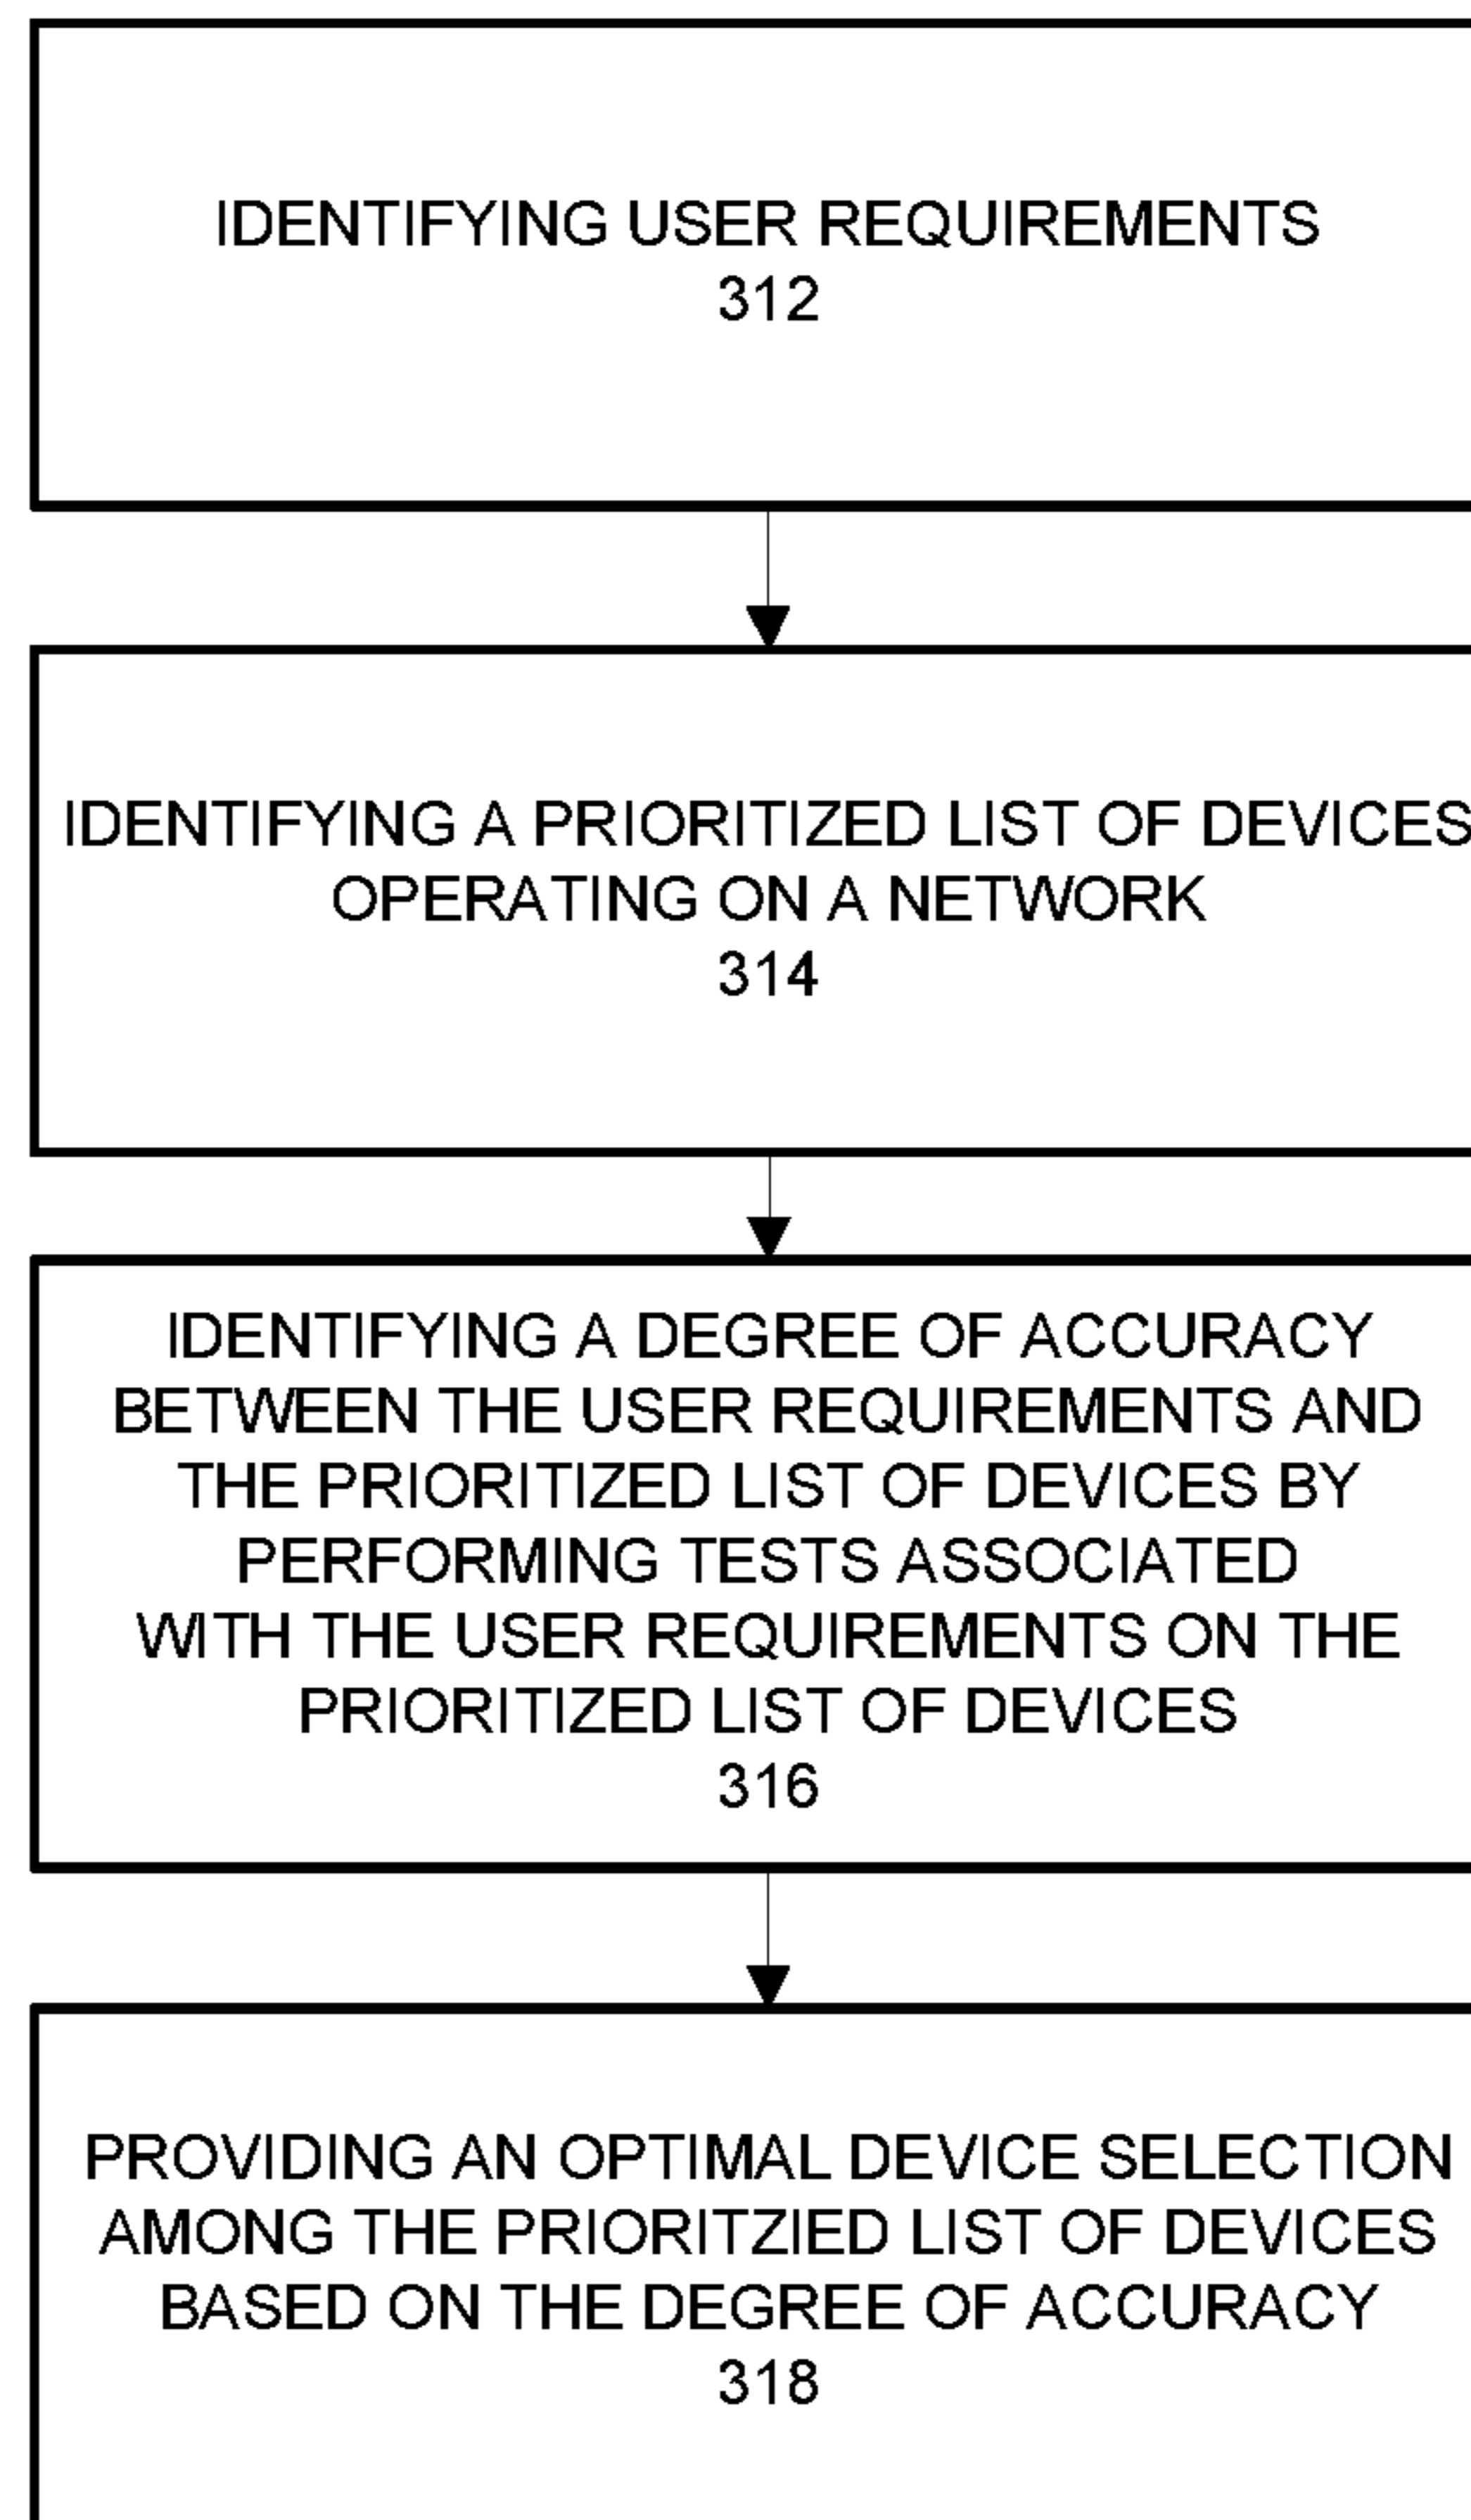 IDENTIFYING USER REQUIREMENTS
312
IDENTIFYING A PRIORITIZED LIST OF DEVICES
OPERATING ON A NETWORK
314
IDENTIFYING A DEGREE OF ACCURACY
BETWEEN THE USER REQUIREMENTS AND
THE PRIORITIZED LIST OF DEVICES BY
PERFORMING TESTS ASSOCIATED
WITH THE USER REQUIREMENTS ON THE
PRIORITIZED LIST OF DEVICES
316
PROVIDING AN OPTIMAL DEVICE SELECTION
AMONG THE PRIORITZIED LIST OF DEVICES
BASED ON THE DEGREE OF ACCURACY
318